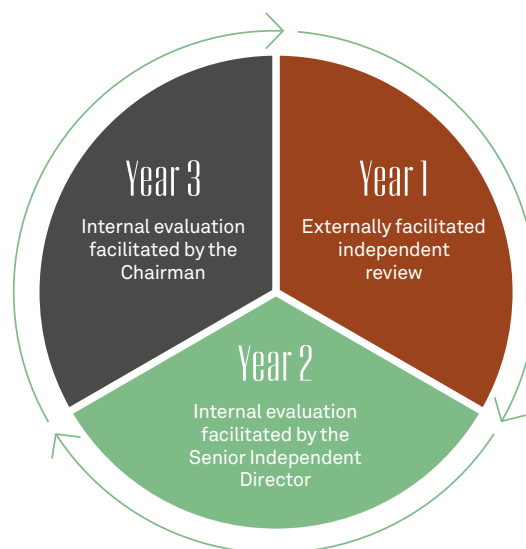 Year 1
Externally facilitated
independent
review
Year 2
Internal evaluation
facilitated by the
Senior Independent
Director
Year 3
Internal evaluation
facilitated by the
Chairman